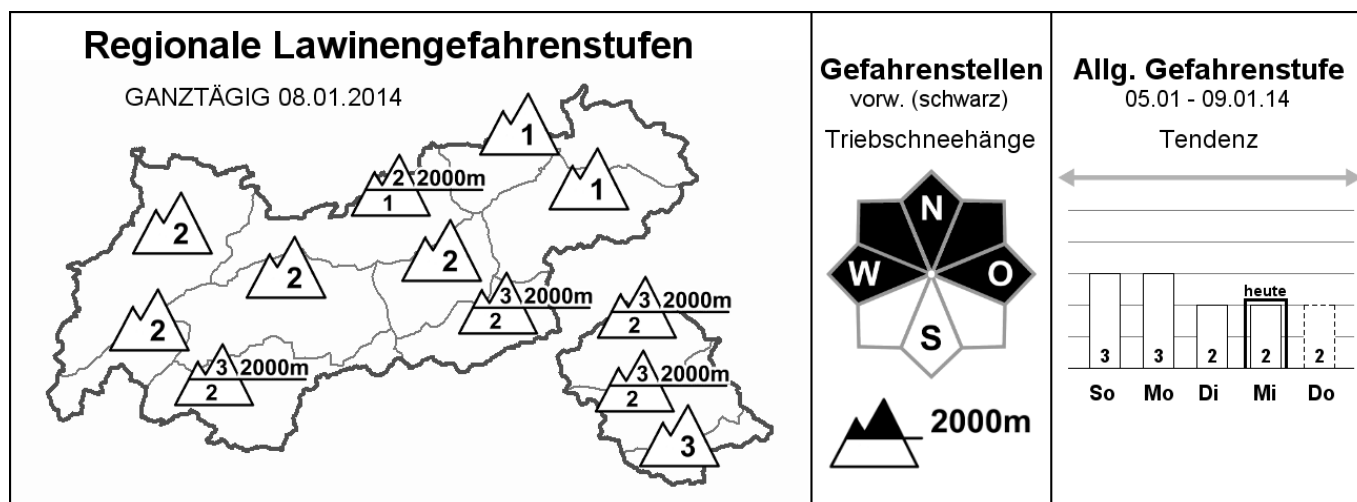 Regionale Lawinengefahrenstufen
GANZTÄGIG 08.01.2014
1
2 2000m
1
1
2
2
2
2
3 2000m
2
3 2000m
2
3 2000m
2
3 2000m
2
3
Gefahrenstellen
vorw. (schwarz)
Triebschneehänge
N
W
O
S
2000m
Allg. Gefahrenstufe
05.01 - 09.01.14
Tendenz
heute
3 3 2 2 2
So Mo Di Mi Do